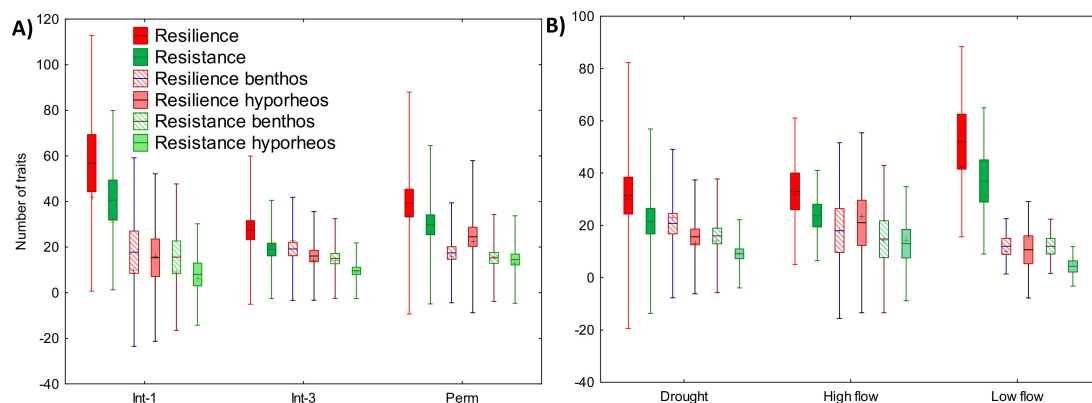 A)
B)
Resilience
Resistance
Resilience benthos
Resilience hyporheos
Resistance benthos
Resistance hyporheos
Number of traits
120
100
80
60
40
20
0
-20
-40
Int-1
Int-3
Perm
100
80
60
40
20
0
-20
-40
Drought
High flow
Low flow